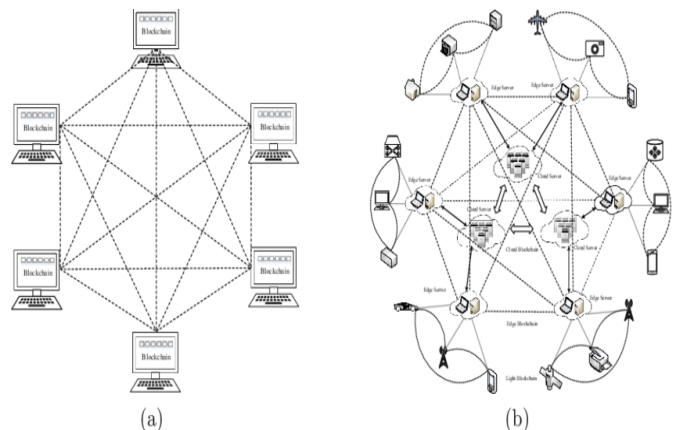 Blockchain
Blockchain
Blockchain
Blockchain
Blockchain
Blockchain
(a)
Edge Server
Edge Server
Cloud Server
Edge Server
Edge Server
Cloud Server
Cloud Server
Cloud Blockchain
Edge Server
Edge Server
Edge Blockchain
Light Blockchain
(b)